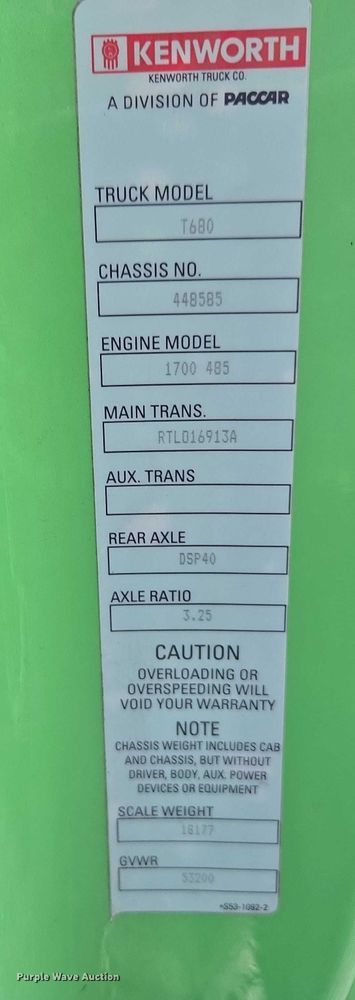 KENWORTH
KENWORTH TRUCK CO.
A DIVISION OF PACCAR
TRUCK MODEL
T680
CHASSIS NO.
448585
ENGINE MODEL
1700 485
MAIN TRANS.
RTLO16913A
AUX. TRANS
REAR AXLE
DSP40
AXLE RATIO
3.25
CAUTION
OVERLOADING OR
OVERSPEEDING WILL
VOID YOUR WARRANTY
NOTE
CHASSIS WEIGHT INCLUDES CAB
AND CHASSIS, BUT WITHOUT
DRIVER, BODY, AUX. POWER
DEVICES OR EQUIPMENT
SCALE WEIGHT
18177
GVWR
53200
*S53-1082-2
Purple Wave Auction